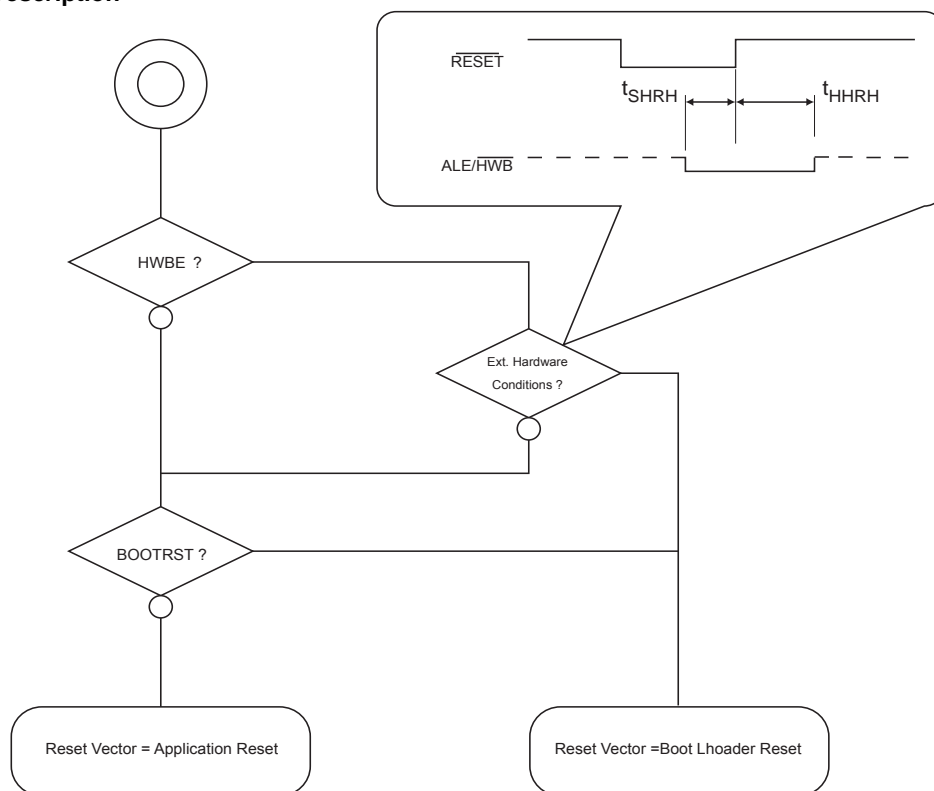 RESET
tSHRH
tHHRH
ALE/HWB
HWBE ?
Ext. Hardware
Conditions ?
BOOTRST ?
Reset Vector = Application Reset
Reset Vector =Boot Lhoader Reset